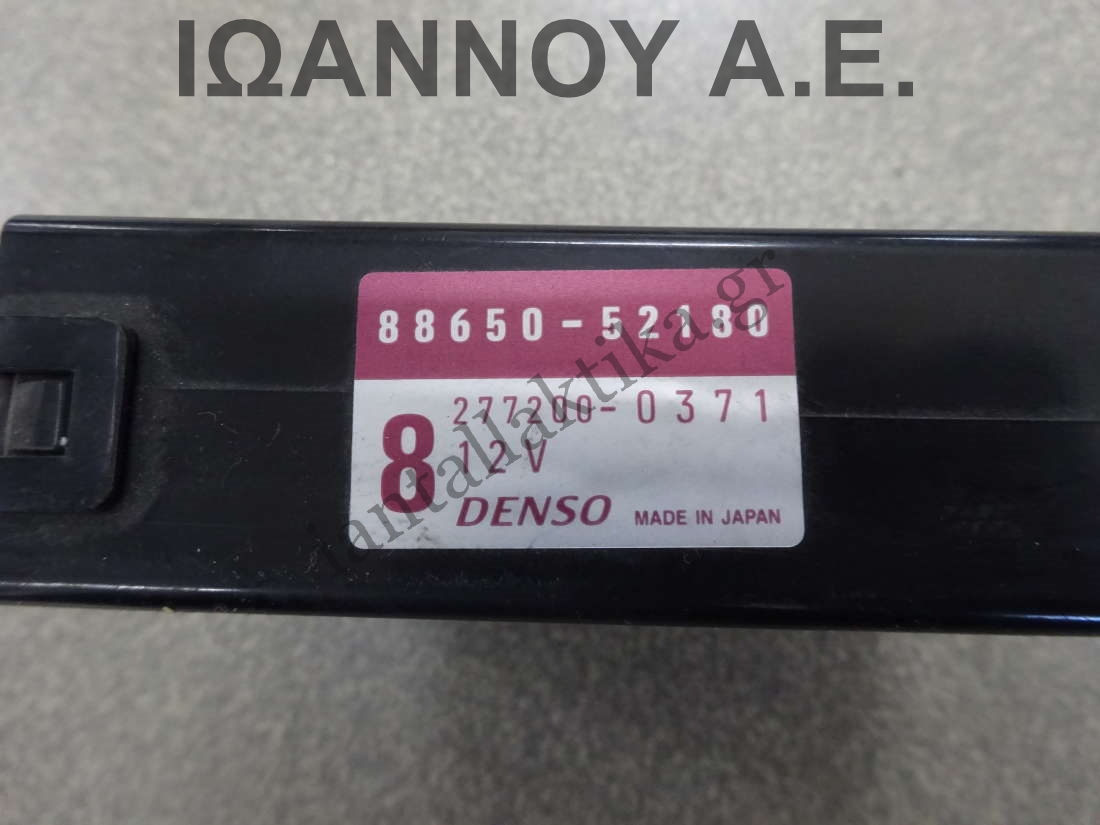 ΙΩΑΝΝΟΥ Α.Ε.
88650-52180
277200-0371
8
12V
DENSO MADE IN JAPAN
antallaktika.gr